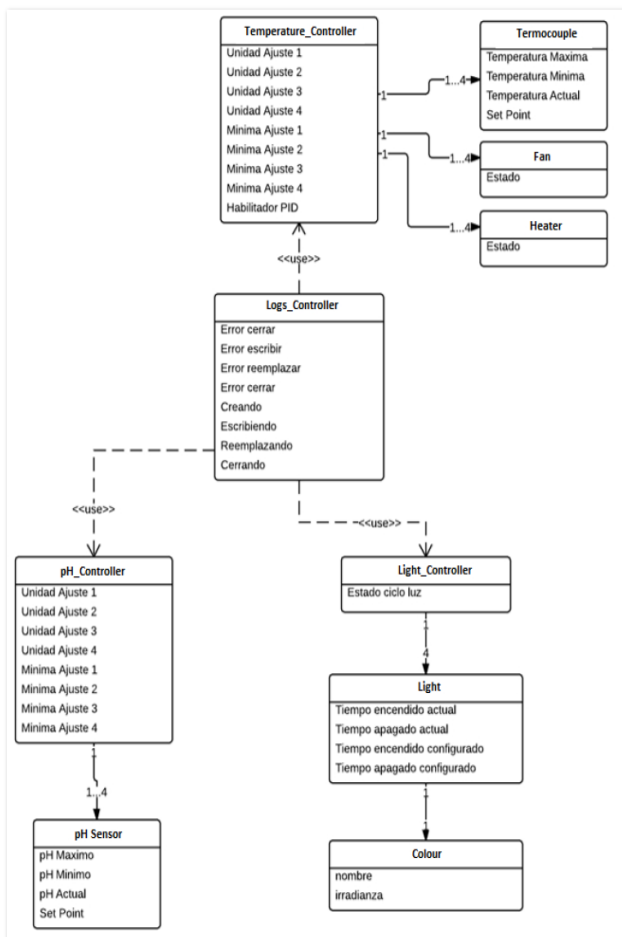 Temperature_Controller
Unidad Ajuste 1
Unidad Ajuste 2
Unidad Ajuste 3
Unidad Ajuste 4
Minima Ajuste 1
Minima Ajuste 2
Minima Ajuste 3
Minima Ajuste 4
Habilitador PID
1
1...4
1
1...4
1
1...4
Termocouple
Temperatura Maxima
Temperatura Minima
Temperatura Actual
Set Point
Fan
Estado
Heater
Estado
<<use>>
Logs_Controller
Error cerrar
Error escribir
Error reemplazar
Error cerrar
Creando
Escribiendo
Reemplazando
Cerrando
<<use>>
<<use>>
pH_Controller
Unidad Ajuste 1
Unidad Ajuste 2
Unidad Ajuste 3
Unidad Ajuste 4
Minima Ajuste 1
Minima Ajuste 2
Minima Ajuste 3
Minima Ajuste 4
1
1...4
pH Sensor
pH Maximo
pH Minimo
pH Actual
Set Point
Light_Controller
Estado ciclo luz
1
4
Light
Tiempo encendido actual
Tiempo apagado actual
Tiempo encendido configurado
Tiempo apagado configurado
1
1
Colour
nombre
irradianza